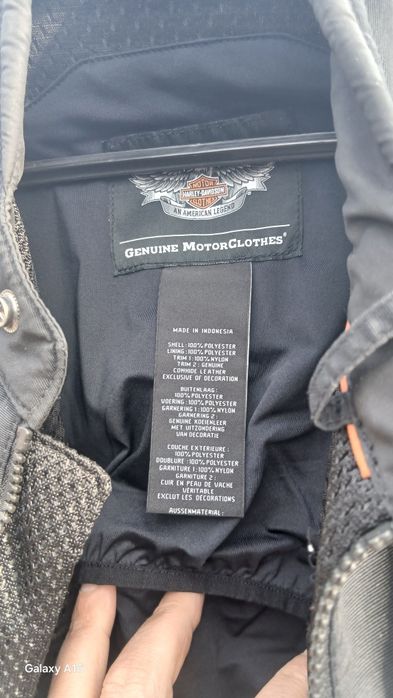 MOTOR
HARLEY-DAVIDSON
CLOTHES
AN AMERICAN LEGEND
GENUINE MOTORCLOTHES®
MADE IN INDONESIA
SHELL: 100% POLYESTER
LINING: 100% POLYESTER
TRIM 1: 100% NYLON
TRIM 2: GENUINE
COWHIDE LEATHER
EXCLUSIVE OF DECORATION
BUITENLAAG:
100% POLYESTER
VOERING: 100% POLYESTER
GARNERING 1: 100% NYLON
GARNERING 2:
GENUINE KOEIENLEER
MET UITZONDERING
VAN DECORATIE
COUCHE EXTERIEURE:
100% POLYESTER
DOUBLURE: 100% POLYESTER
GARNITURE 1: 100% NYLON
GARNITURE 2:
CUIR EN PEAU DE VACHE
VERITABLE
EXCLUT LES DECORATIONS
AUSSENMATERIAL:
Galaxy A15